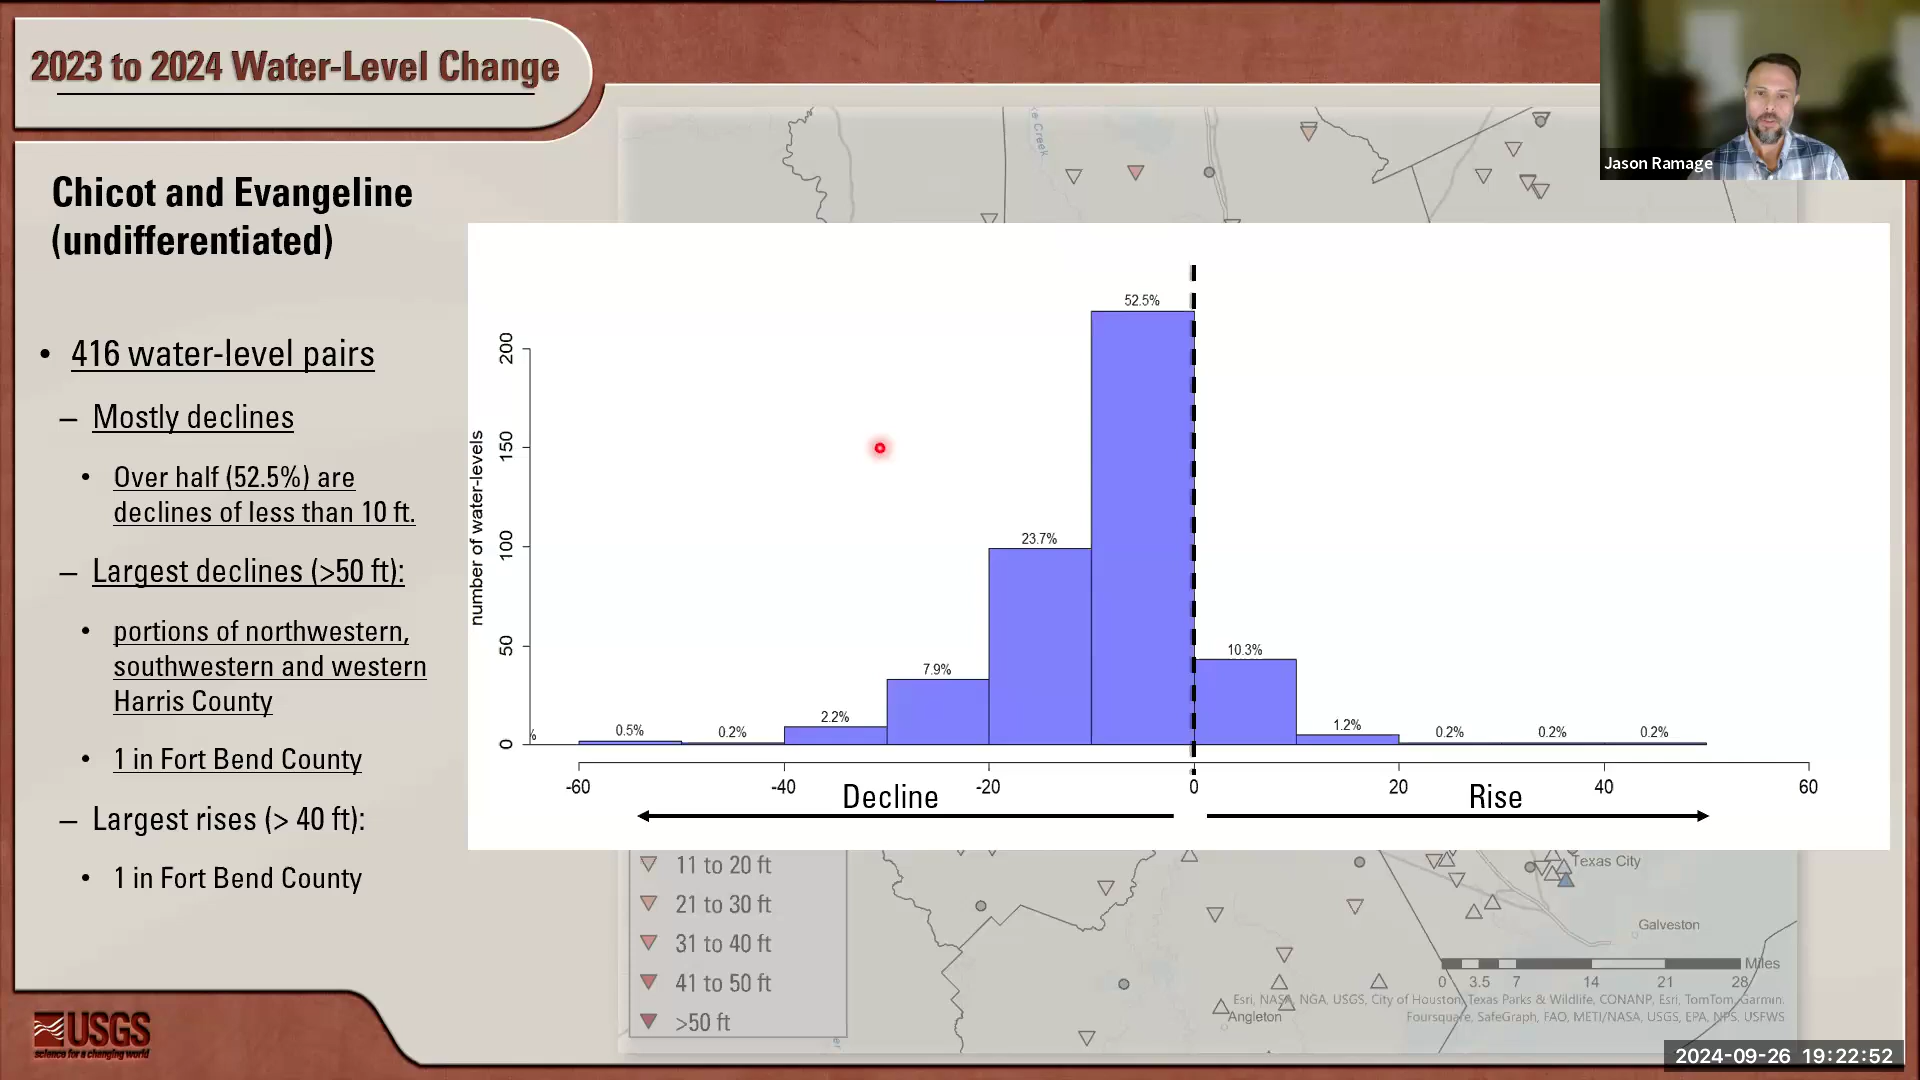 2023 to 2024 Water-Level Change
Jason Ramage
Chicot and Evangeline
(undifferentiated)
• 416 water-level pairs
– Mostly declines
• Over half (52.5%) are
declines of less than 10 ft.
– Largest declines (>50 ft):
• portions of northwestern,
southwestern and western
Harris County
• 1 in Fort Bend County
– Largest rises (> 40 ft):
• 1 in Fort Bend County
USGS
science for a changing world
Creek
number of water-levels
200
150
100
50
0
%
0.5%
0.2%
2.2%
7.9%
23.7%
52.5%
10.3%
1.2%
0.2%
0.2%
0.2%
-60
-40
-20
0
20
40
60
Decline
Rise
11 to 20 ft
21 to 30 ft
31 to 40 ft
41 to 50 ft
>50 ft
Texas City
Galveston
Angleton
Miles
0 3.5 7 14 21 28
Esri, NASA, NGA, USGS, City of Houston, Texas Parks & Wildlife, CONANP, Esri, TomTom, Garmin,
Foursquare, SafeGraph, FAO, METI/NASA, USGS, EPA, NPS, USFWS
2024-09-26 19:22:52